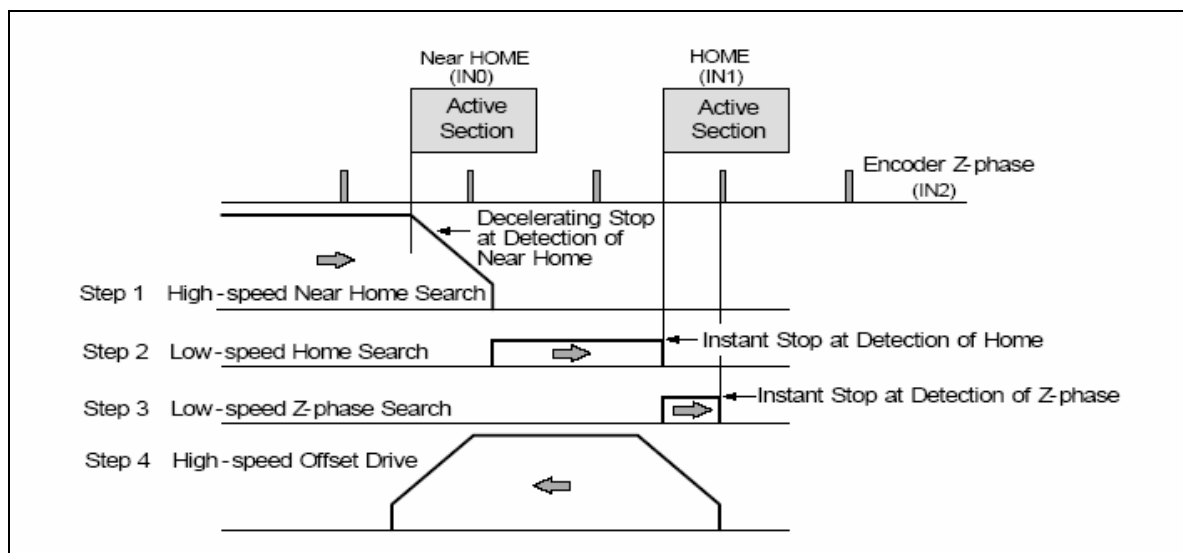 Near HOME
(IN0)
HOME
(IN1)
Active
Section
Active
Section
Encoder Z-phase
(IN2)
Decelerating Stop
at Detection of
Near Home
Step 1 High-speed Near Home Search
Step 2 Low-speed Home Search
Instant Stop at Detection of Home
Step 3 Low-speed Z-phase Search
Instant Stop at Detection of Z-phase
Step 4 High-speed Offset Drive